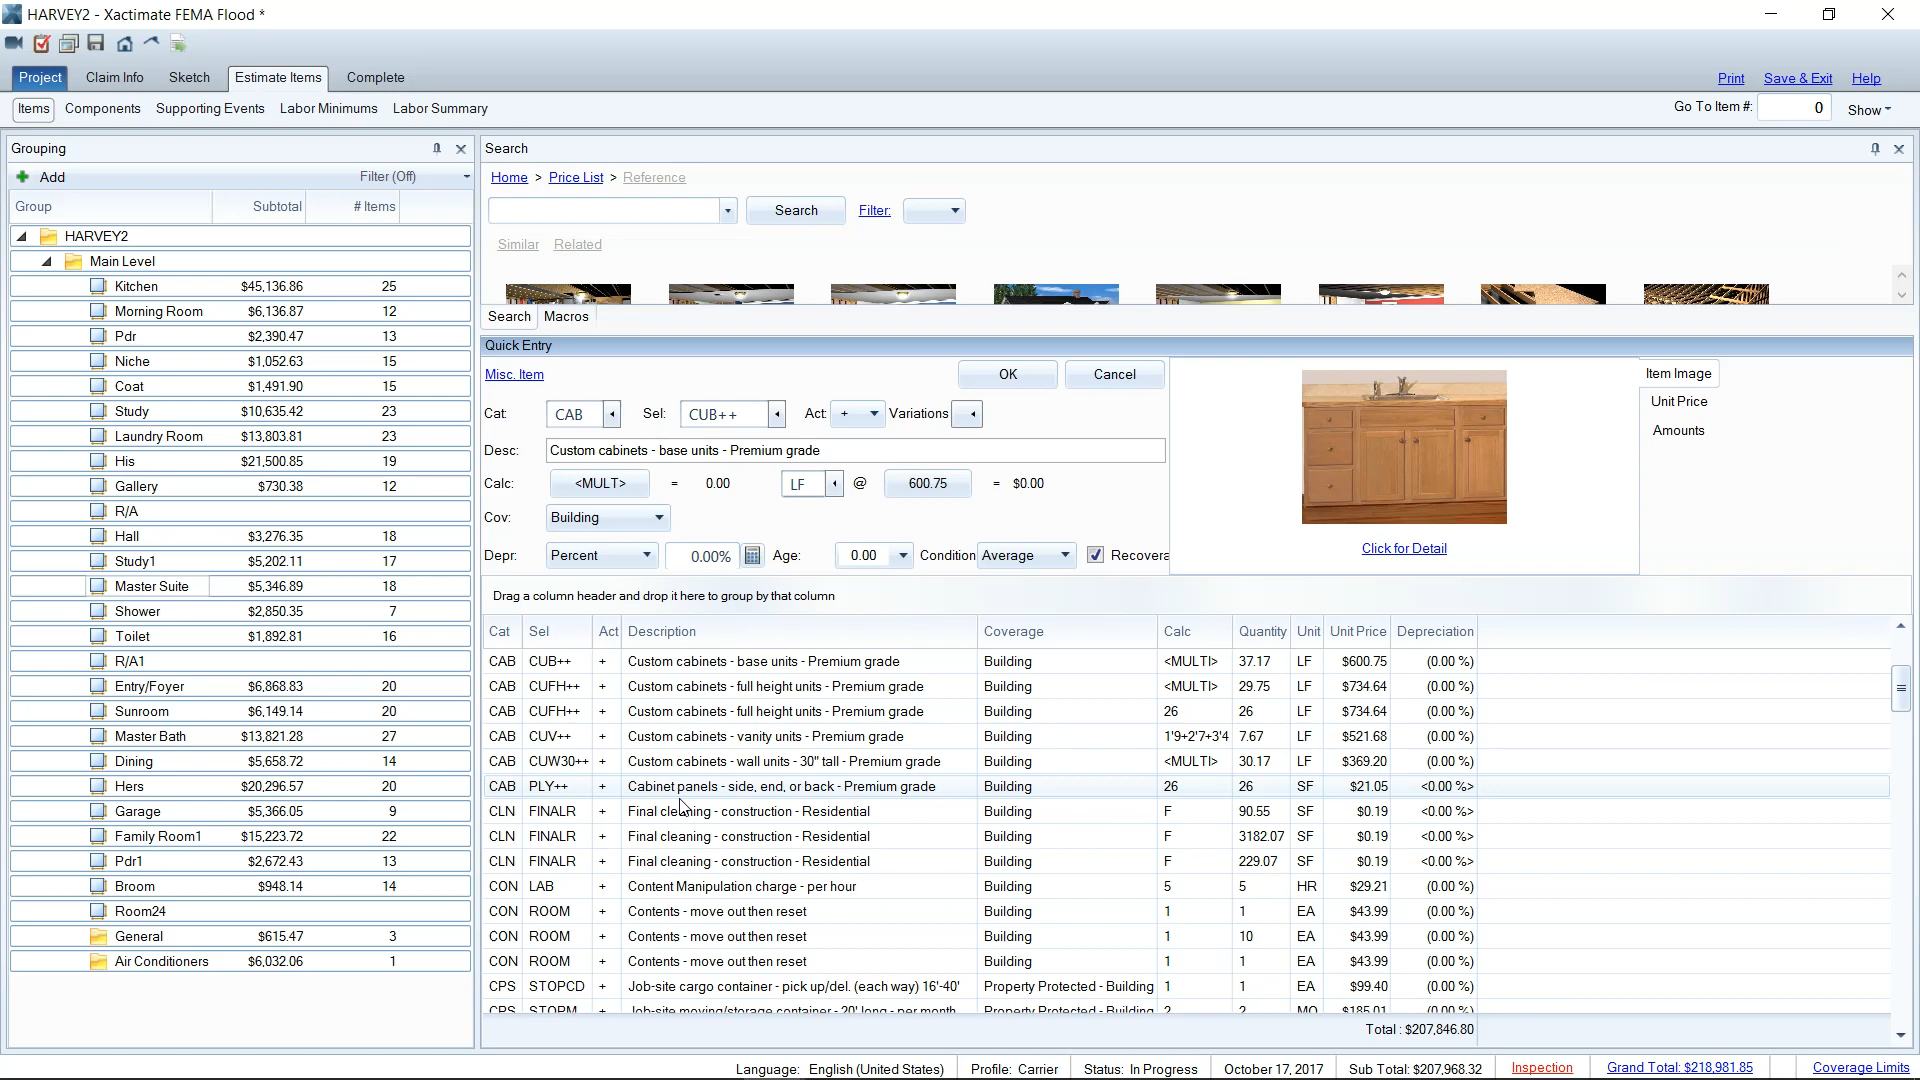 HARVEY2 - Xactimate FEMA Flood *
Project Claim Info Sketch Estimate Items Complete
Print Save & Exit Help
Items Components Supporting Events Labor Minimums Labor Summary
Go To Item #: 0 Show
Grouping
Add Filter (Off)
Group Subtotal # Items
HARVEY2
Main Level
Kitchen $45,136.86 25
Morning Room $6,136.87 12
Pdr $2,390.47 13
Niche $1,052.63 15
Coat $1,491.90 15
Study $10,635.42 23
Laundry Room $13,803.81 23
His $21,500.85 19
Gallery $730.38 12
R/A
Hall $3,276.35 18
Study1 $5,202.11 17
Master Suite $5,346.89 18
Shower $2,850.35 7
Toilet $1,892.81 16
R/A1
Entry/Foyer $6,868.83 20
Sunroom $6,149.14 20
Master Bath $13,821.28 27
Dining $5,658.72 14
Hers $20,296.57 20
Garage $5,366.05 9
Family Room1 $15,223.72 22
Pdr1 $2,672.43 13
Broom $948.14 14
Room24
General $615.47 3
Air Conditioners $6,032.06 1
Search
Home > Price List > Reference
Search Filter:
Similar Related
Search Macros
Quick Entry
Misc. Item OK Cancel
Cat: CAB Sel: CUB++ Act: + Variations
Desc: Custom cabinets - base units - Premium grade
Calc: <MULT> = 0.00 LF @ 600.75 = $0.00
Cov: Building
Depr: Percent 0.00% Age: 0.00 Condition Average Recovera
Click for Detail
Item Image
Unit Price
Amounts
Drag a column header and drop it here to group by that column
Cat Sel Act Description Coverage Calc Quantity Unit Unit Price Depreciation
CAB CUB++ + Custom cabinets - base units - Premium grade Building <MULTI> 37.17 LF $600.75 (0.00 %)
CAB CUFH++ + Custom cabinets - full height units - Premium grade Building <MULTI> 29.75 LF $734.64 (0.00 %)
CAB CUFH++ + Custom cabinets - full height units - Premium grade Building 26 26 LF $734.64 (0.00 %)
CAB CUV++ + Custom cabinets - vanity units - Premium grade Building 1'9+2'7+3'4 7.67 LF $521.68 (0.00 %)
CAB CUW30++ + Custom cabinets - wall units - 30" tall - Premium grade Building <MULTI> 30.17 LF $369.20 (0.00 %)
CAB PLY++ + Cabinet panels - side, end, or back - Premium grade Building 26 26 SF $21.05 <0.00 %>
CLN FINALR + Final cleaning - construction - Residential Building F 90.55 SF $0.19 <0.00 %>
CLN FINALR + Final cleaning - construction - Residential Building F 3182.07 SF $0.19 <0.00 %>
CLN FINALR + Final cleaning - construction - Residential Building F 229.07 SF $0.19 <0.00 %>
CON LAB + Content Manipulation charge - per hour Building 5 5 HR $29.21 (0.00 %)
CON ROOM + Contents - move out then reset Building 1 1 EA $43.99 (0.00 %)
CON ROOM + Contents - move out then reset Building 1 10 EA $43.99 (0.00 %)
CON ROOM + Contents - move out then reset Building 1 1 EA $43.99 (0.00 %)
CPS STOPCD + Job-site cargo container - pick up/del. (each way) 16'-40' Property Protected - Building 1 1 EA $99.40 (0.00 %)
CPS STOPM + Job-site moving/storage container - 20' long - per month Property Protected - Building 2 2 MO $185.01 (0.00 %)
Total : $207,846.80
Language: English (United States) Profile: Carrier Status: In Progress October 17, 2017 Sub Total: $207,968.32 Inspection Grand Total: $218,981.85 Coverage Limits